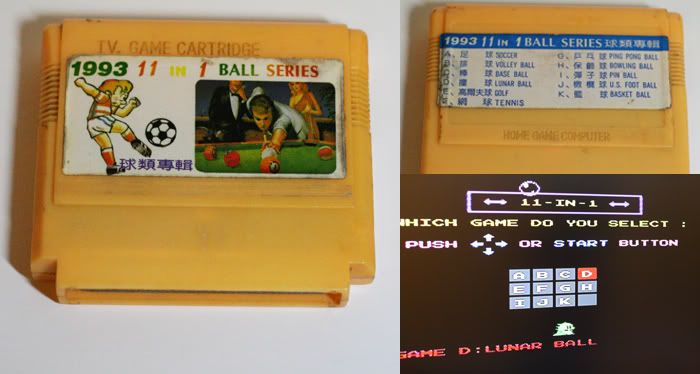 TV. GAME CARTRIDGE
1993 11 IN 1 BALL SERIES
球類專輯
1993 11 IN 1 BALL SERIES 球類專輯
A、足 球 SOCCER G、乒乓球 PING PONG BALL
球 VOLLEY BALL H、保齡球 BOWLING BALL
棒 球 BASE BALL I、彈子球 PIN BALL
球 LUNAR BALL J、橄欖球 U.S. FOOT BALL
高爾夫球 GOLF K、籃 球 BASKET BALL
網 球 TENNIS
HOME GAME COMPUTER
11-IN-1
WHICH GAME DO YOU SELECT :
PUSH OR START BUTTON
A B C D
E F G H
I J K
GAME D:LUNAR BALL